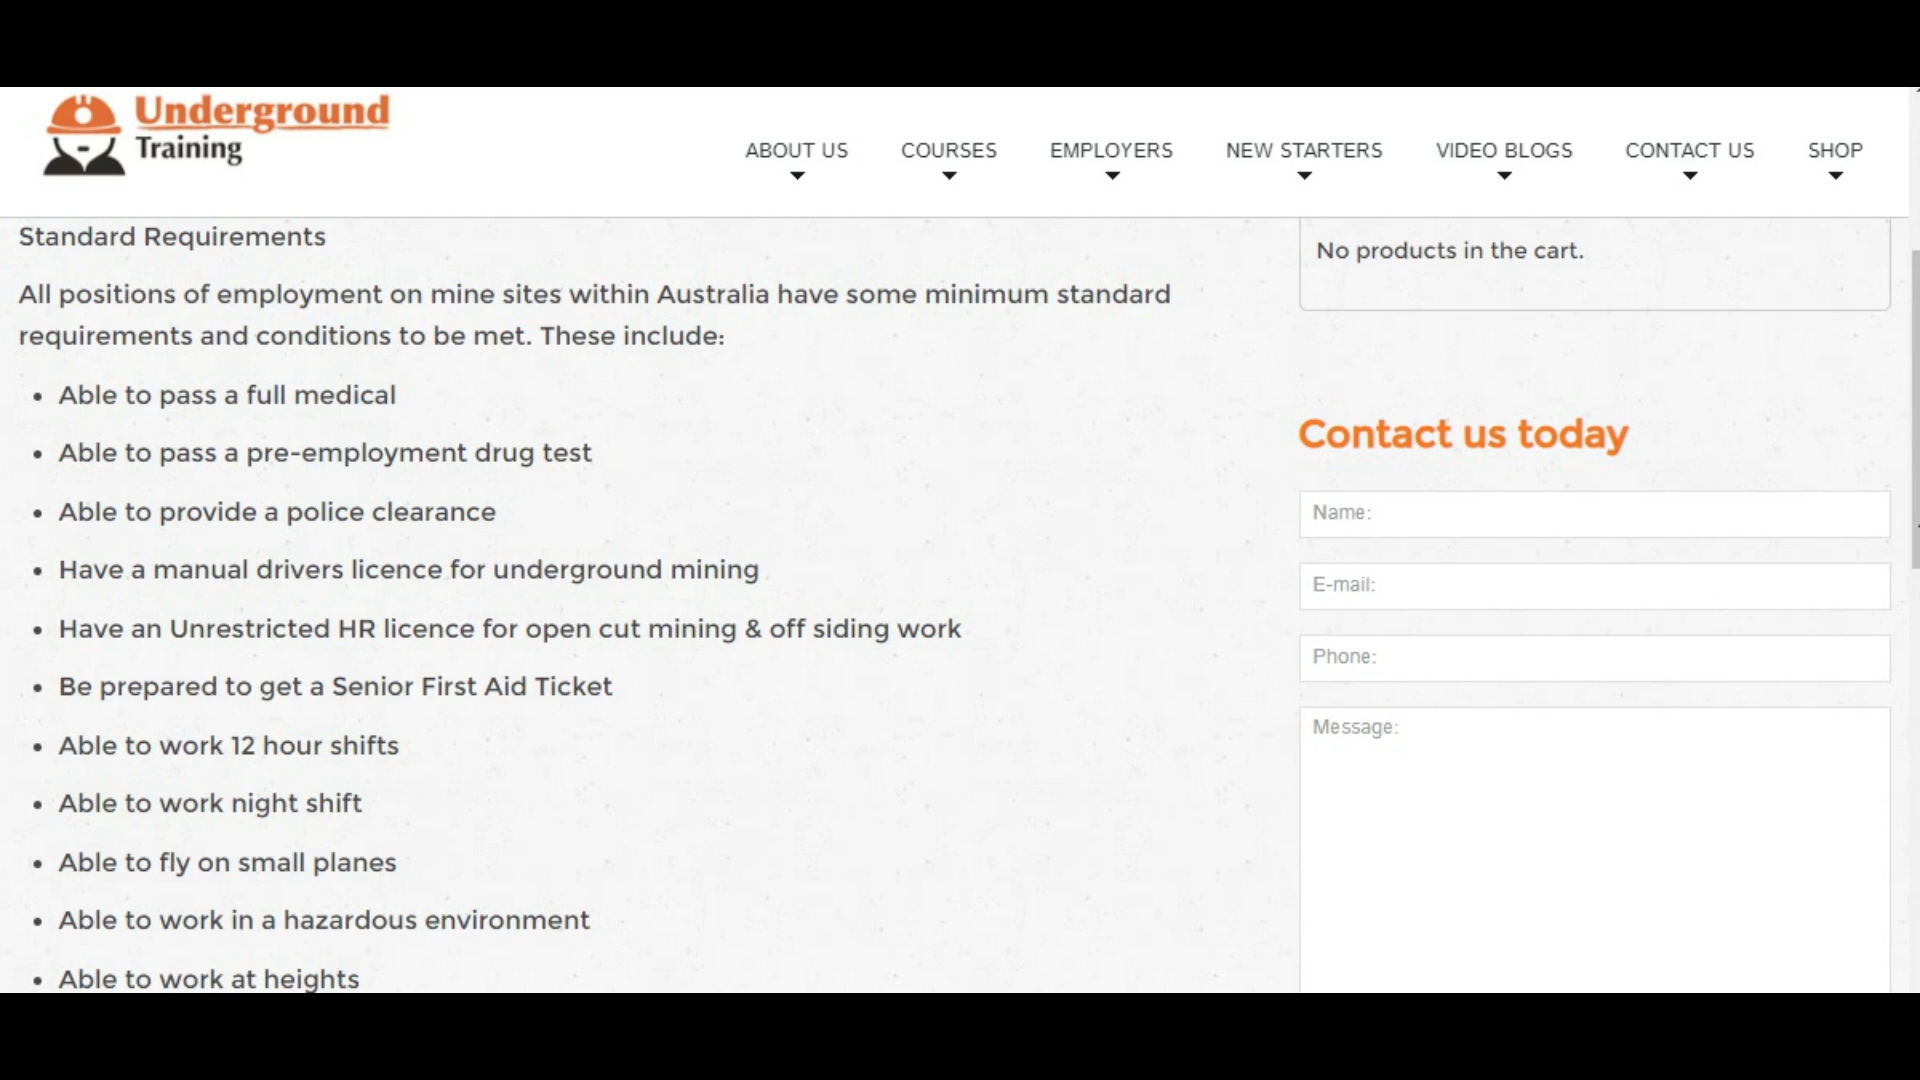 Underground
Training
ABOUT US
COURSES
EMPLOYERS
NEW STARTERS
VIDEO BLOGS
CONTACT US
SHOP
Standard Requirements
All positions of employment on mine sites within Australia have some minimum standard
requirements and conditions to be met. These include:
• Able to pass a full medical
• Able to pass a pre-employment drug test
• Able to provide a police clearance
• Have a manual drivers licence for underground mining
• Have an Unrestricted HR licence for open cut mining & off siding work
• Be prepared to get a Senior First Aid Ticket
• Able to work 12 hour shifts
• Able to work night shift
• Able to fly on small planes
• Able to work in a hazardous environment
• Able to work at heights
No products in the cart.
Contact us today
Name:
E-mail:
Phone:
Message: